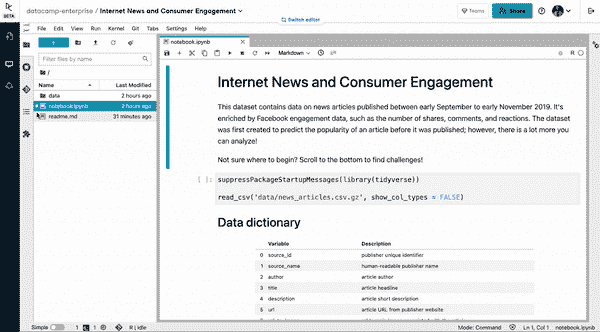 BETA
datacamp-enterprise / Internet News and Consumer Engagement
Teams
Share
Switch editor
File Edit View Run Kernel Git Tabs Settings Help
notebook.ipynb
Filter files by name
Markdown
R
/
Name Last Modified
data 2 hours ago
notebook.ipynb 2 hours ago
readme.md 31 minutes ago
Internet News and Consumer Engagement
This dataset contains data on news articles published between early September to early November 2019. It's
enriched by Facebook engagement data, such as the number of shares, comments, and reactions. The dataset
was first created to predict the popularity of an article before it was published; however, there is a lot more you
can analyze!
Not sure where to begin? Scroll to the bottom to find challenges!
[ ]: suppressPackageStartupMessages(library(tidyverse))
read_csv('data/news_articles.csv.gz', show_col_types = FALSE)
Data dictionary
Variable Description
0 source_id publisher unique identifier
1 source_name human-readable publisher name
2 author article author
3 title article headline
4 description article short description
5 url article URL from publisher website
Simple 1 R | Idle Mode: Command Ln 1, Col 1 notebook.ipynb